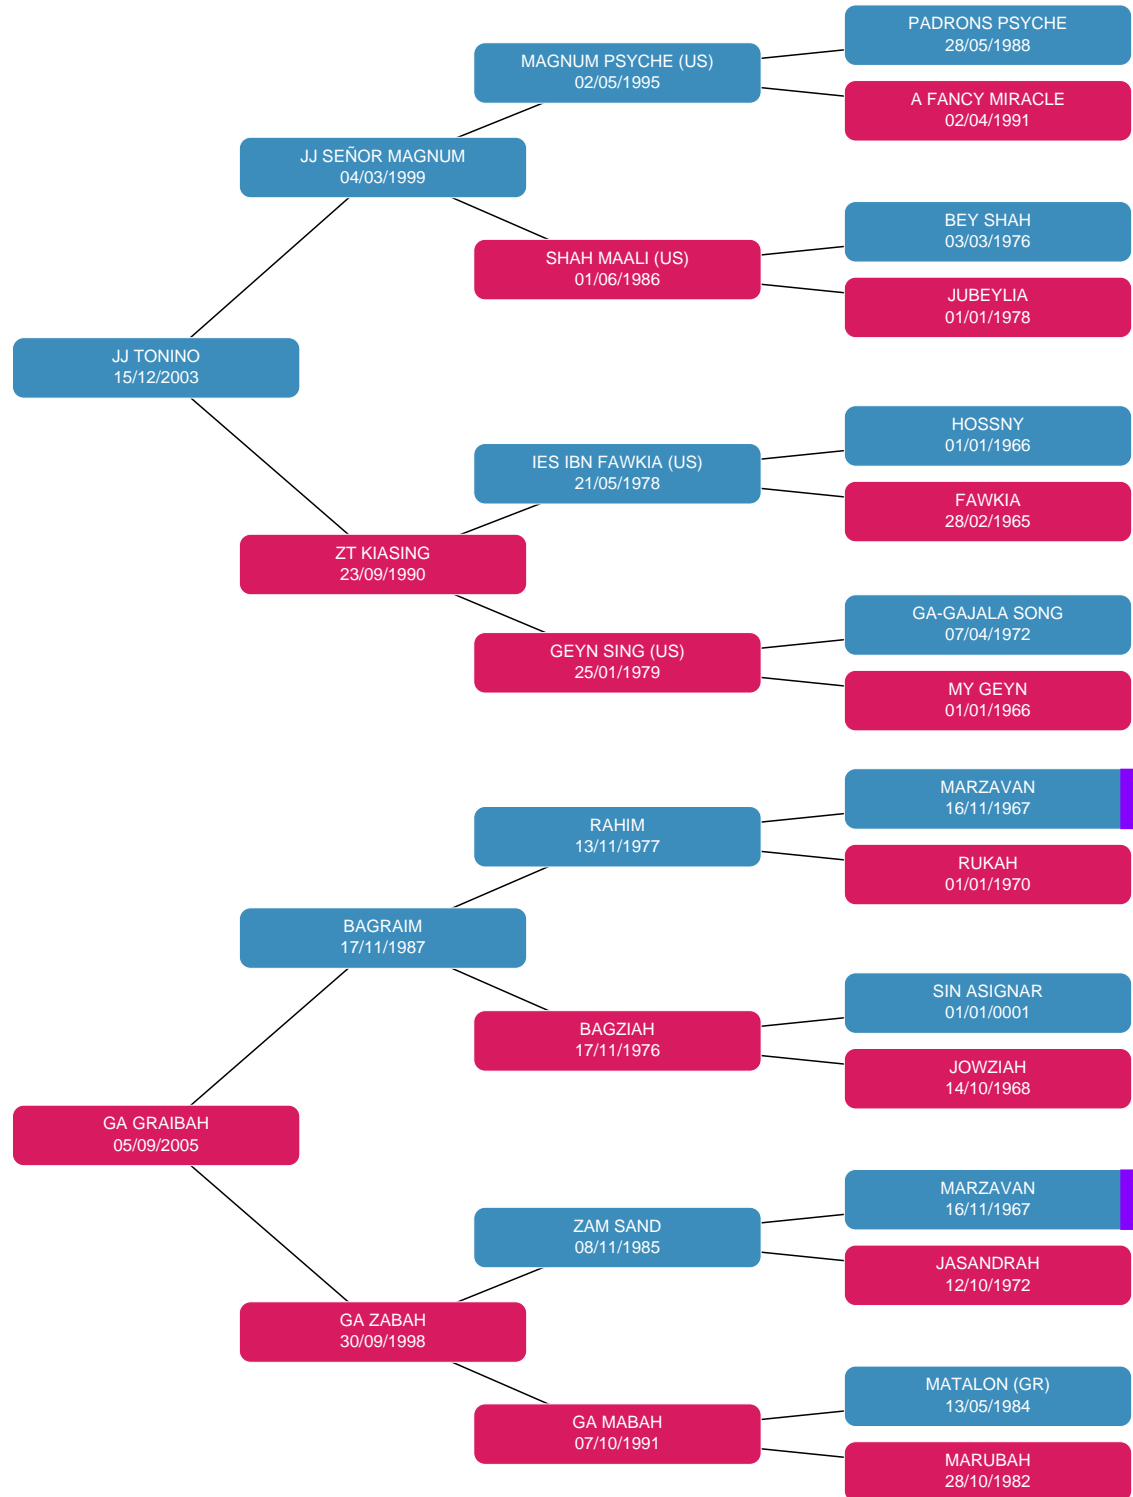 PADRONS PSYCHE
28/05/1988
MAGNUM PSYCHE (US)
02/05/1995
A FANCY MIRACLE
02/04/1991
JJ SEÑOR MAGNUM
04/03/1999
BEY SHAH
03/03/1976
SHAH MAALI (US)
01/06/1986
JUBEYLIA
01/01/1978
JJ TONINO
15/12/2003
HOSSNY
01/01/1966
IES IBN FAWKIA (US)
21/05/1978
FAWKIA
28/02/1965
ZT KIASING
23/09/1990
GA-GAJALA SONG
07/04/1972
GEYN SING (US)
25/01/1979
MY GEYN
01/01/1966
MARZAVAN
16/11/1967
RAHIM
13/11/1977
RUKAH
01/01/1970
BAGRAIM
17/11/1987
SIN ASIGNAR
01/01/0001
BAGZIAH
17/11/1976
JOWZIAH
14/10/1968
GA GRAIBAH
05/09/2005
MARZAVAN
16/11/1967
ZAM SAND
08/11/1985
JASANDRAH
12/10/1972
GA ZABAH
30/09/1998
MATALON (GR)
13/05/1984
GA MABAH
07/10/1991
MARUBAH
28/10/1982